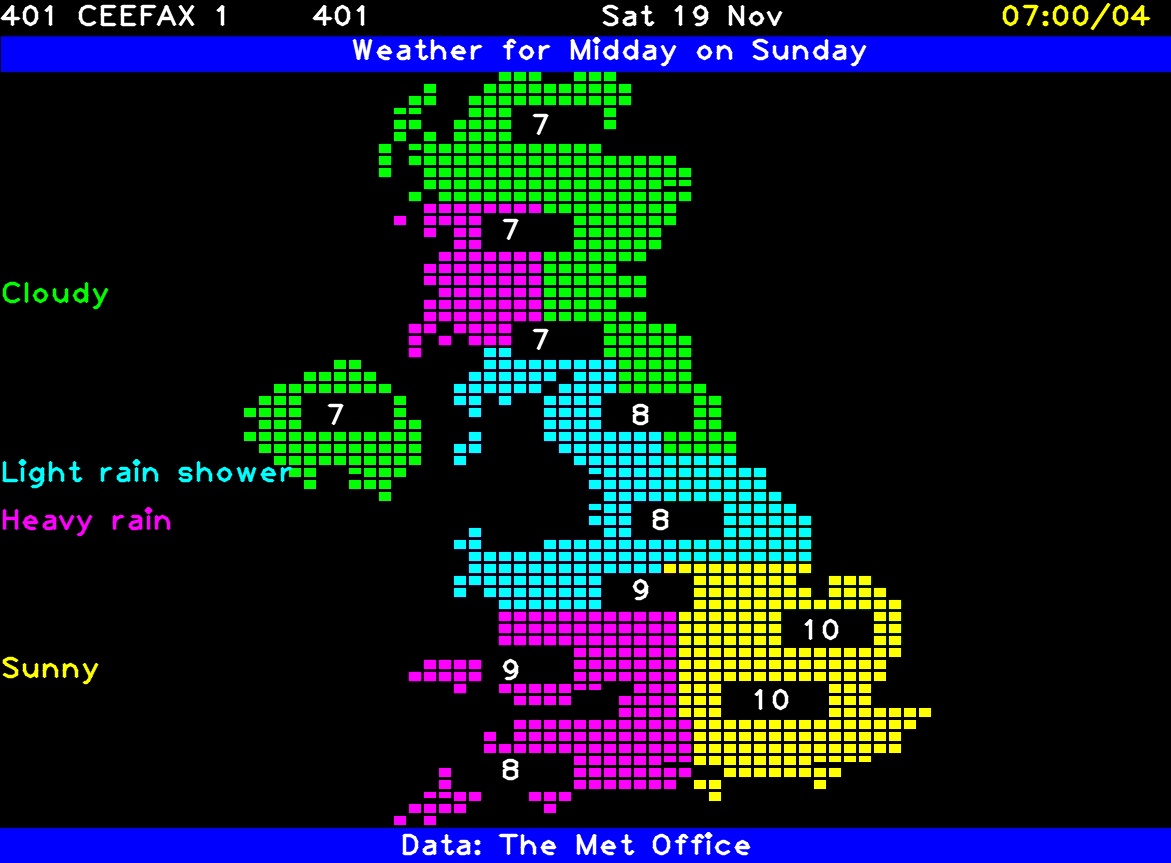 401 CEEFAX 1 401 Sat 19 Nov 07:00/04
Weather for Midday on Sunday
7
7
Cloudy
7
7 8
Light rain shower
Heavy rain 8
9
10
Sunny 9
10
8
Data: The Met Office